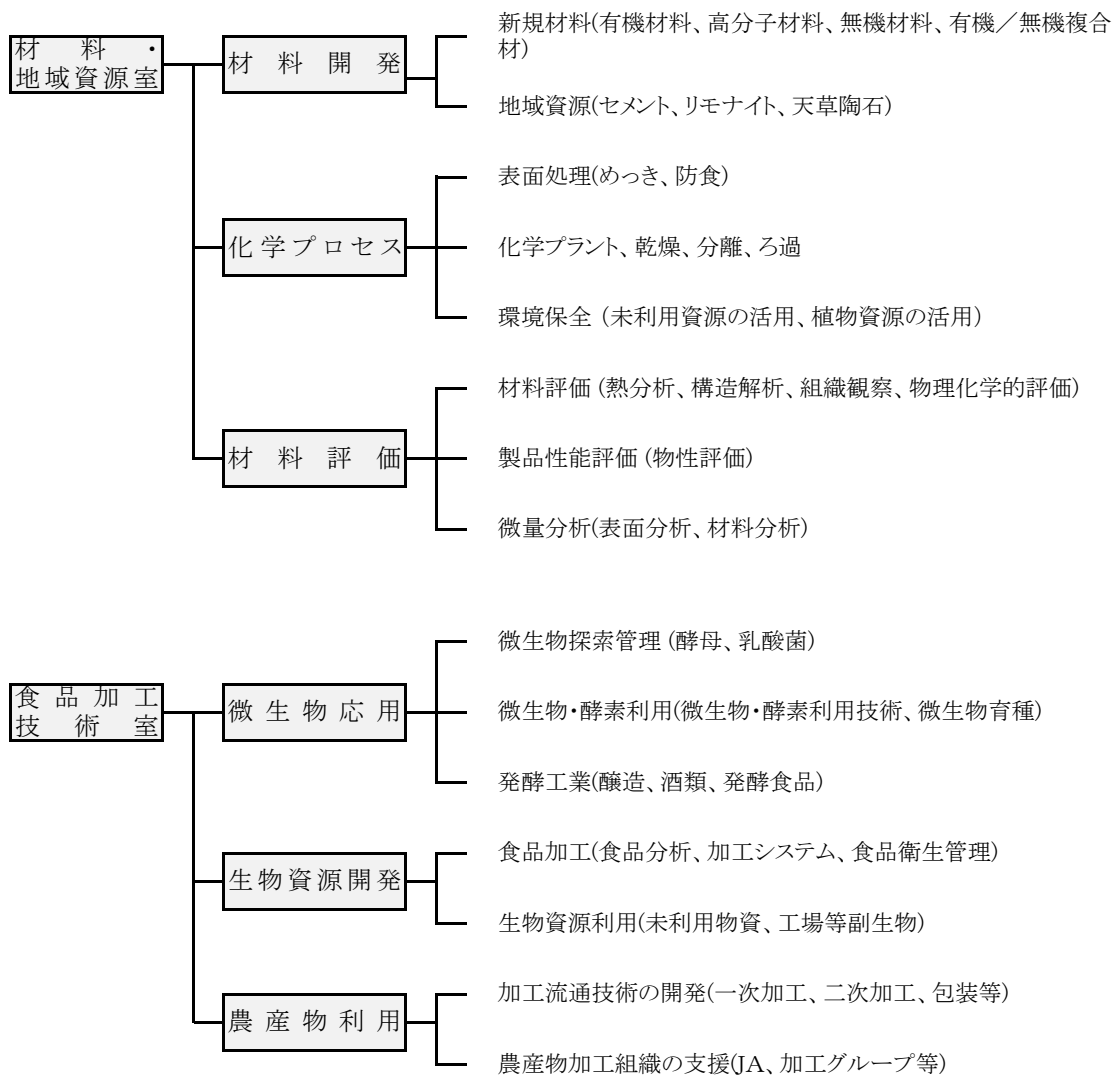 材料・
地域資源室
材料開発
新規材料(有機材料、高分子材料、無機材料、有機／無機複合
材)
地域資源(セメント、リモナイト、天草陶石)
化学プロセス
表面処理(めっき、防食)
化学プラント、乾燥、分離、ろ過
環境保全 (未利用資源の活用、植物資源の活用)
材料評価
材料評価 (熱分析、構造解析、組織観察、物理化学的評価)
製品性能評価 (物性評価)
微量分析(表面分析、材料分析)
食品加工
技術室
微生物応用
微生物探索管理 (酵母、乳酸菌)
微生物・酵素利用(微生物・酵素利用技術、微生物育種)
発酵工業(醸造、酒類、発酵食品)
生物資源開発
食品加工(食品分析、加工システム、食品衛生管理)
生物資源利用(未利用物資、工場等副生物)
農産物利用
加工流通技術の開発(一次加工、二次加工、包装等)
農産物加工組織の支援(JA、加工グループ等)